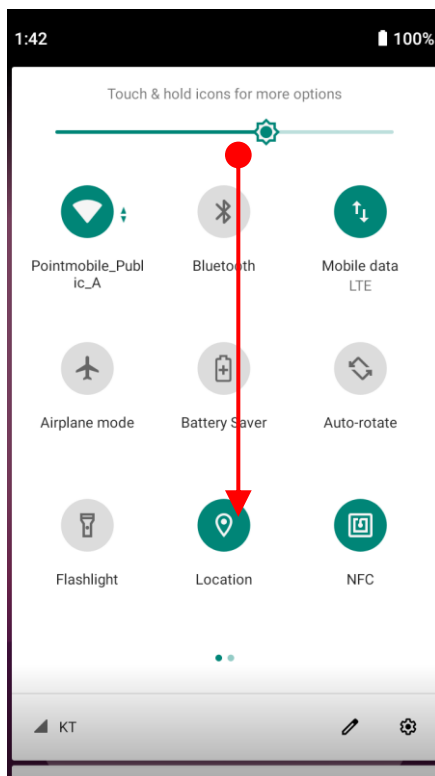 1:42 100%
Touch & hold icons for more options
Pointmobile_Publ
ic_A
Bluetooth
Mobile data
LTE
Airplane mode
Battery Saver
Auto-rotate
Flashlight
Location
NFC
KT